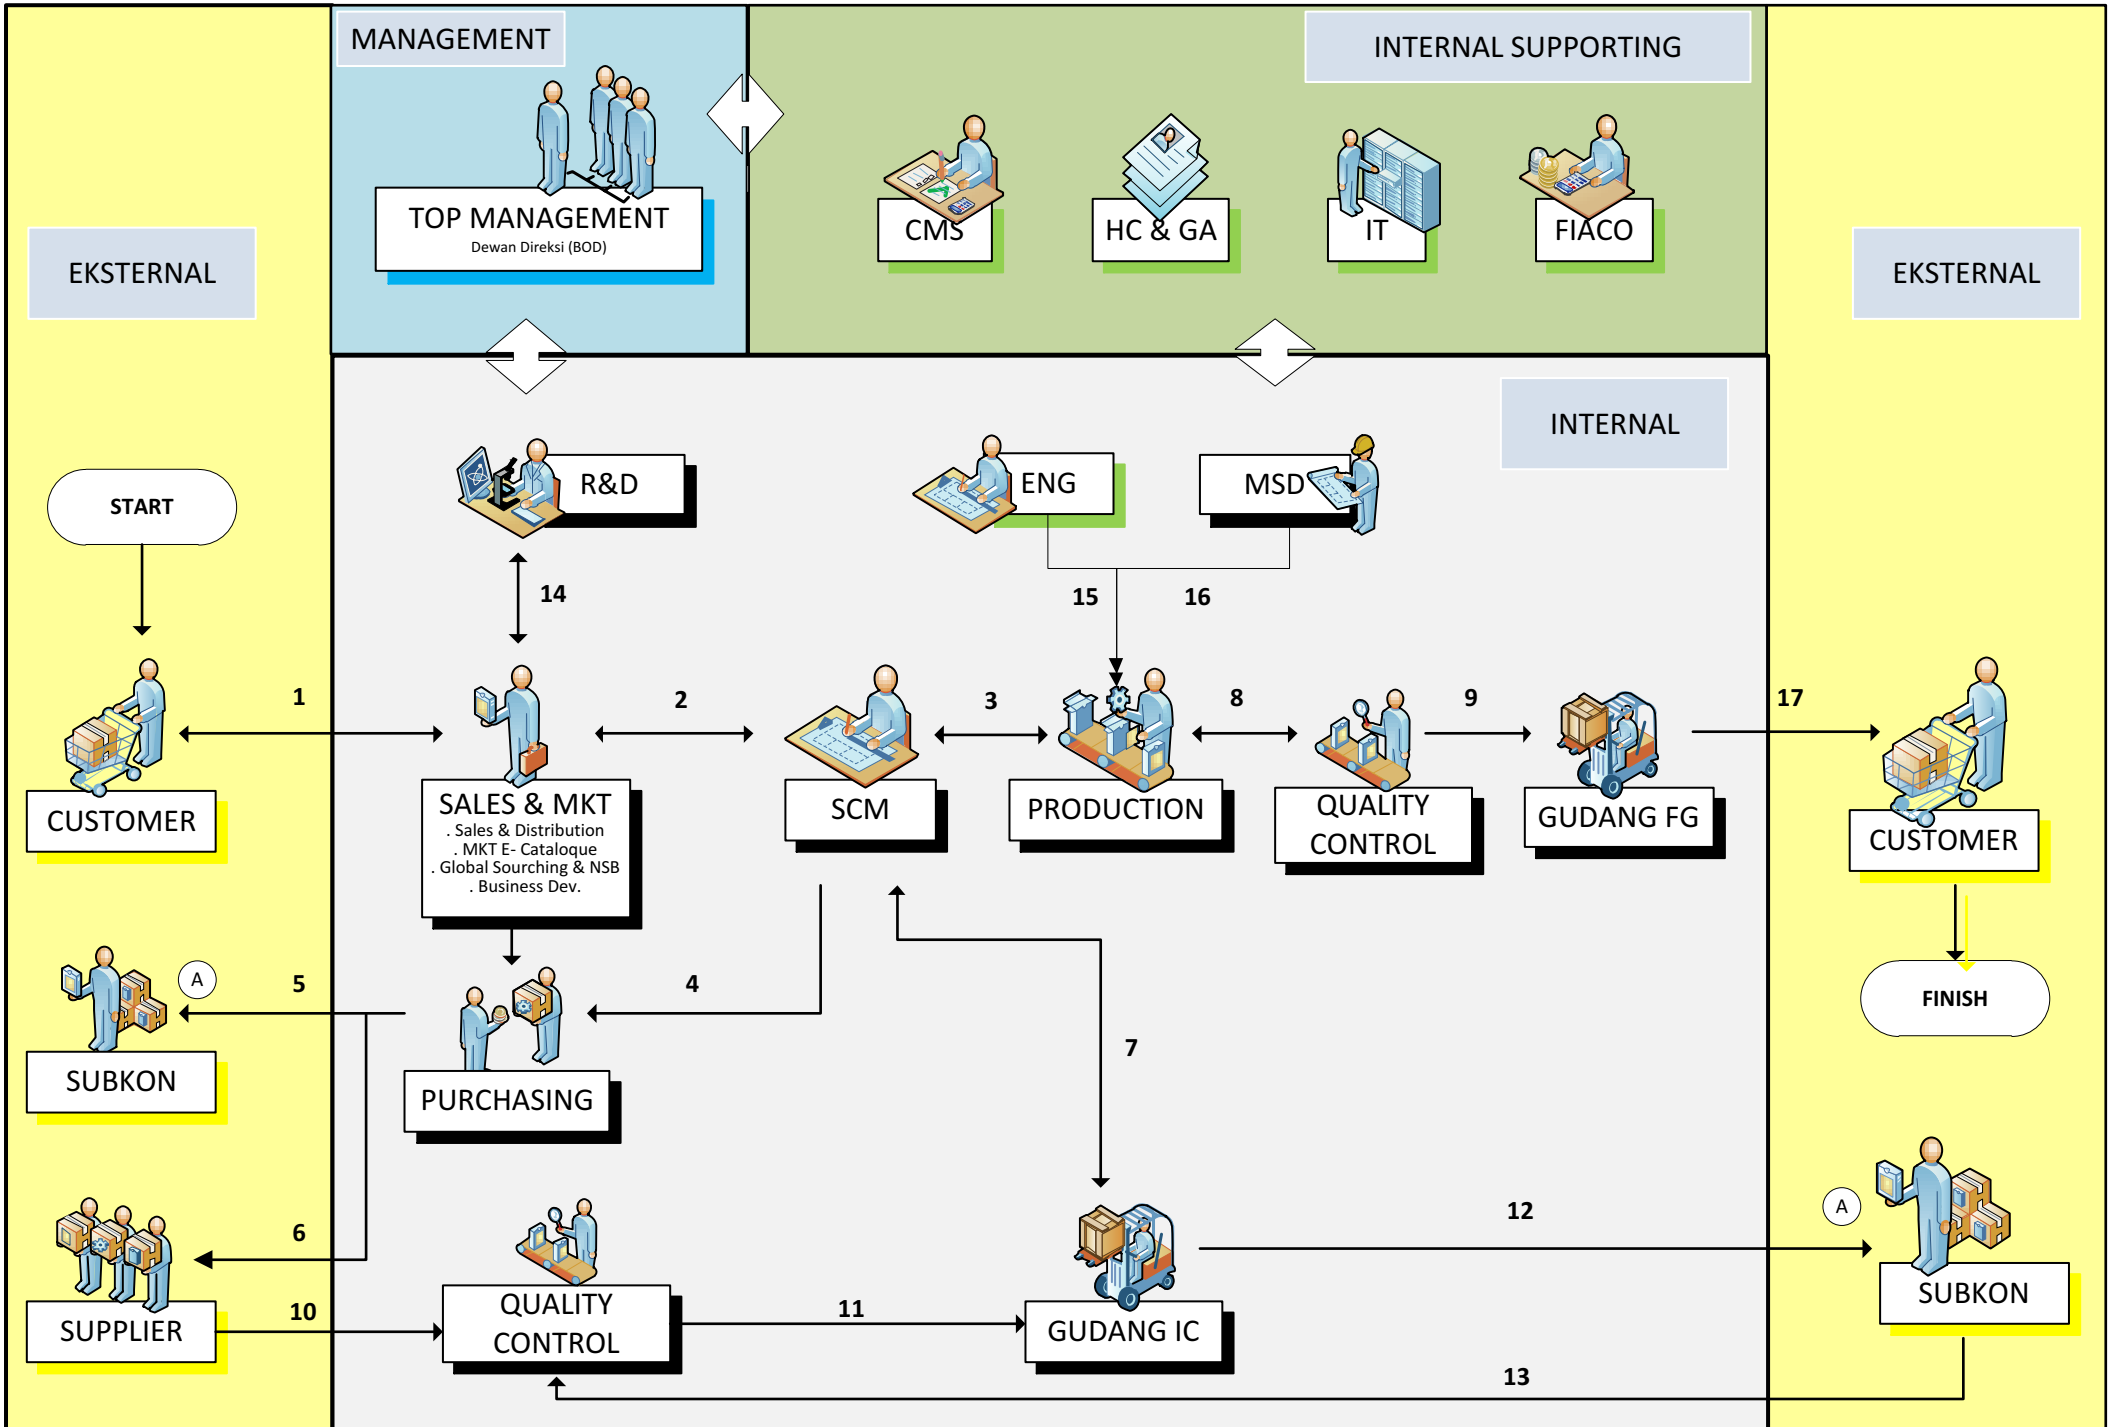 MANAGEMENT
INTERNAL SUPPORTING
TOP MANAGEMENT
Dewan Direksi (BOD)
CMS
HC & GA
IT
FIACO
EKSTERNAL
EKSTERNAL
INTERNAL
R&D
ENG
MSD
START
14
15
16
1
2
3
8
9
17
CUSTOMER
SALES & MKT
. Sales & Distribution
. MKT E- Cataloque
. Global Sourching & NSB
. Business Dev.
SCM
PRODUCTION
QUALITY
CONTROL
GUDANG FG
CUSTOMER
A
5
4
FINISH
7
SUBKON
PURCHASING
6
12
A
SUPPLIER
10
QUALITY
CONTROL
11
GUDANG IC
SUBKON
13